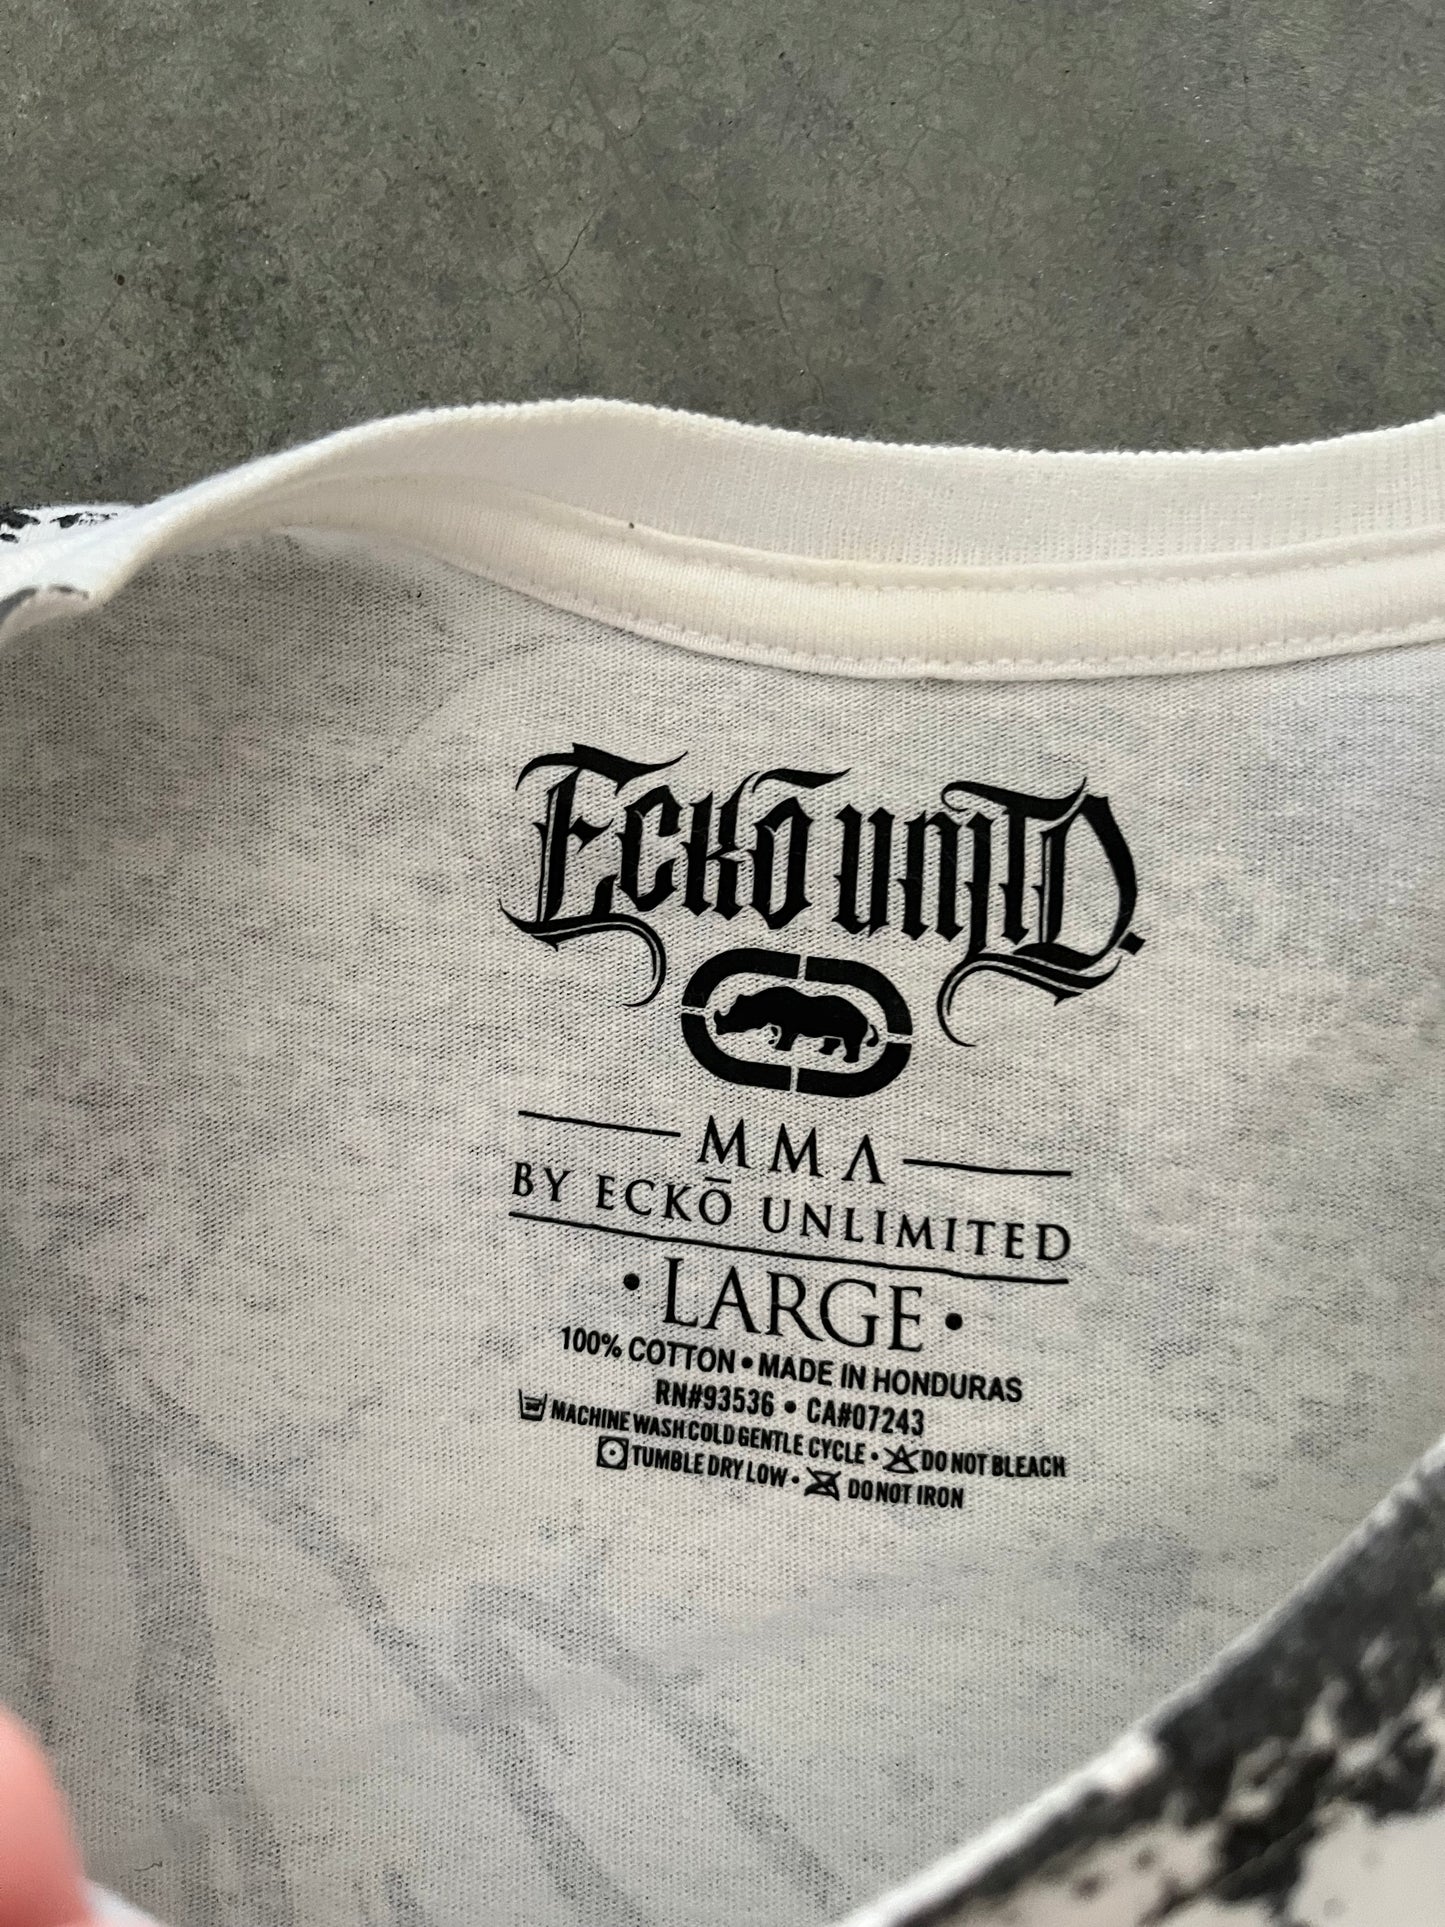 ECKŌ UNLTD.
MMA
BY ECKŌ UNLIMITED
• LARGE •
100% COTTON • MADE IN HONDURAS
RN#93536 • CA#07243
MACHINE WASH COLD GENTLE CYCLE • DO NOT BLEACH
TUMBLE DRY LOW • DO NOT IRON